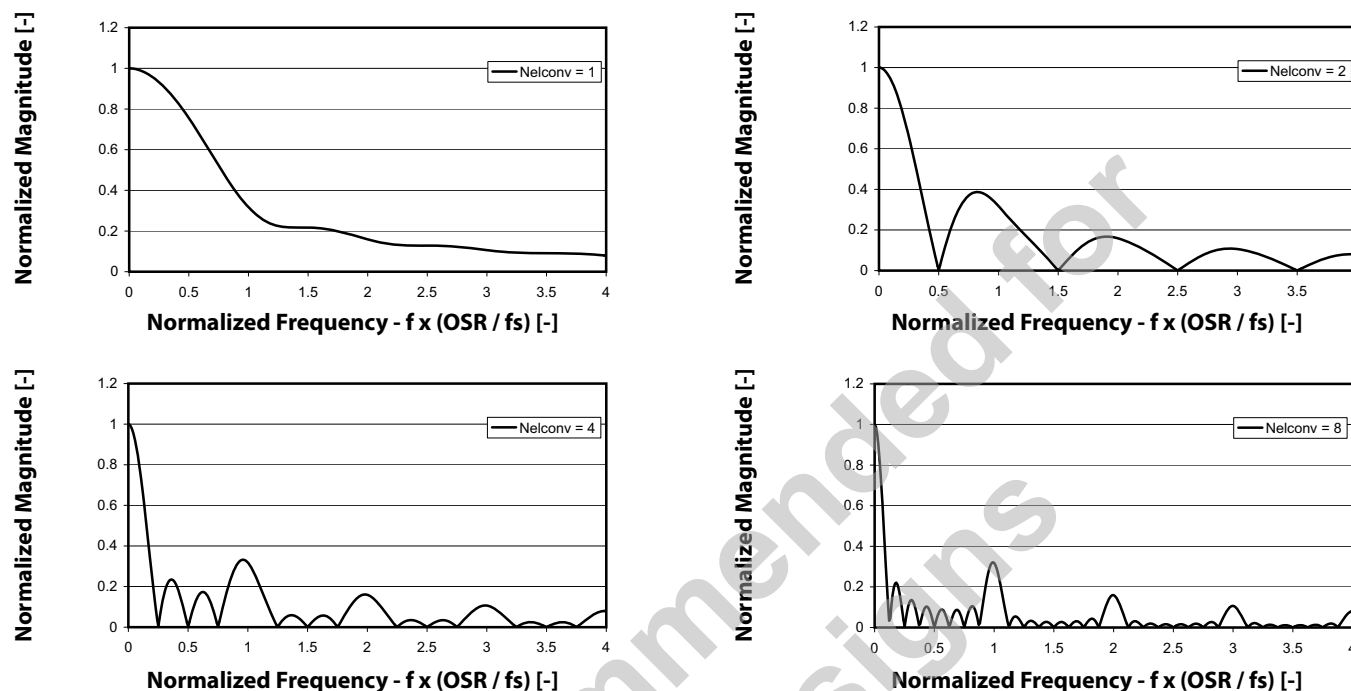 Normalized Magnitude [-]
1.2
1
0.8
0.6
0.4
0.2
0
Nelconv = 1
0 0.5 1 1.5 2 2.5 3 3.5 4
Normalized Frequency - f x (OSR / fs) [-]
Normalized Magnitude [-]
1.2
1
0.8
0.6
0.4
0.2
0
Nelconv = 2
0 0.5 1 1.5 2 2.5 3 3.5
Normalized Frequency - f x (OSR / fs) [-]
Normalized Magnitude [-]
1.2
1
0.8
0.6
0.4
0.2
0
Nelconv = 4
0 0.5 1 1.5 2 2.5 3 3.5 4
Normalized Frequency - f x (OSR / fs) [-]
Normalized Magnitude [-]
1.2
1
0.8
0.6
0.4
0.2
0
Nelconv = 8
0 0.5 1 1.5 2 2.5 3 3.5 4
Normalized Frequency - f x (OSR / fs) [-]
mmended for
signs